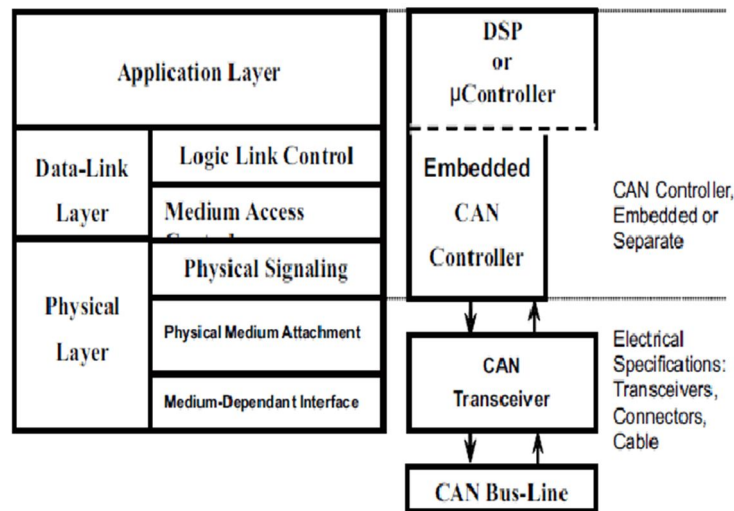 Application Layer
Data-Link
Layer
Logic Link Control
Medium Access
Physical
Layer
Physical Signaling
Physical Medium Attachment
Medium-Dependant Interface
DSP
or
µController
Embedded
CAN
Controller
CAN
Transceiver
CAN Bus-Line
CAN Controller,
Embedded or
Separate
Electrical
Specifications:
Transceivers,
Connectors,
Cable